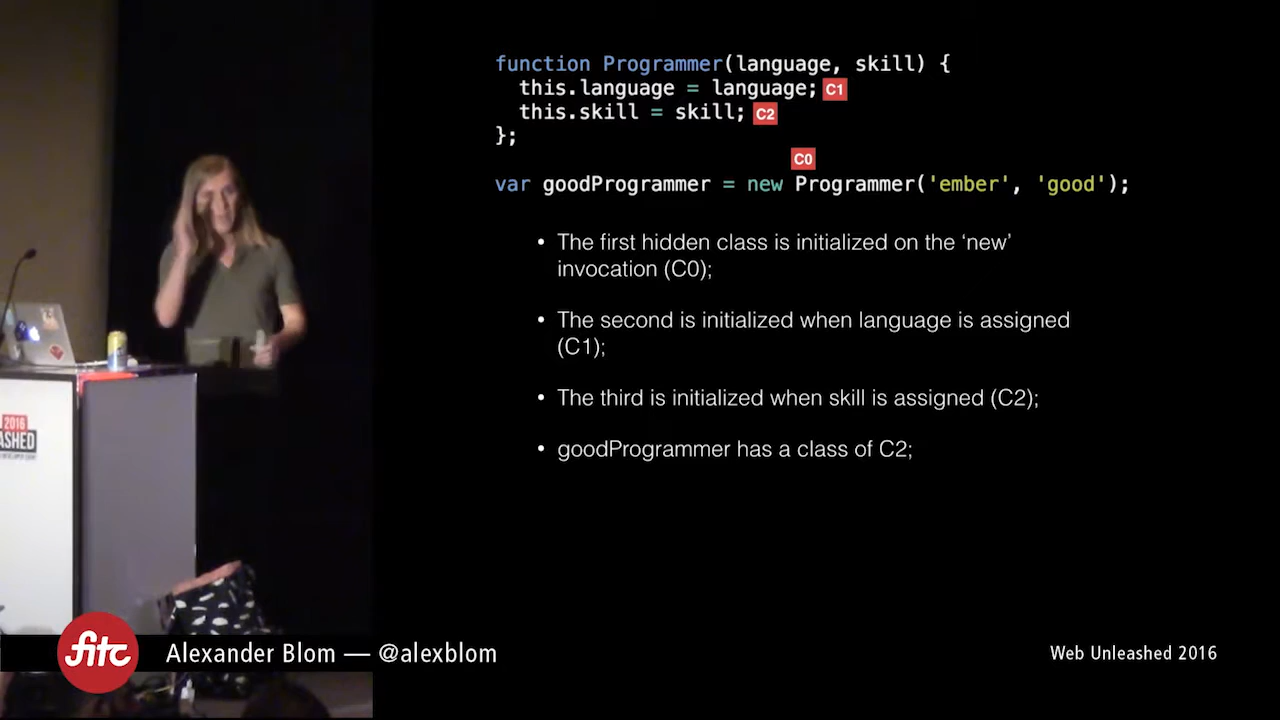 function Programmer(language, skill) {
this.language = language; C1
this.skill = skill; C2
};
C0
var goodProgrammer = new Programmer('ember', 'good');
• The first hidden class is initialized on the ‘new’
invocation (C0);
• The second is initialized when language is assigned
(C1);
• The third is initialized when skill is assigned (C2);
• goodProgrammer has a class of C2;
2016
ASHED
fitc
Alexander Blom — @alexblom
Web Unleashed 2016